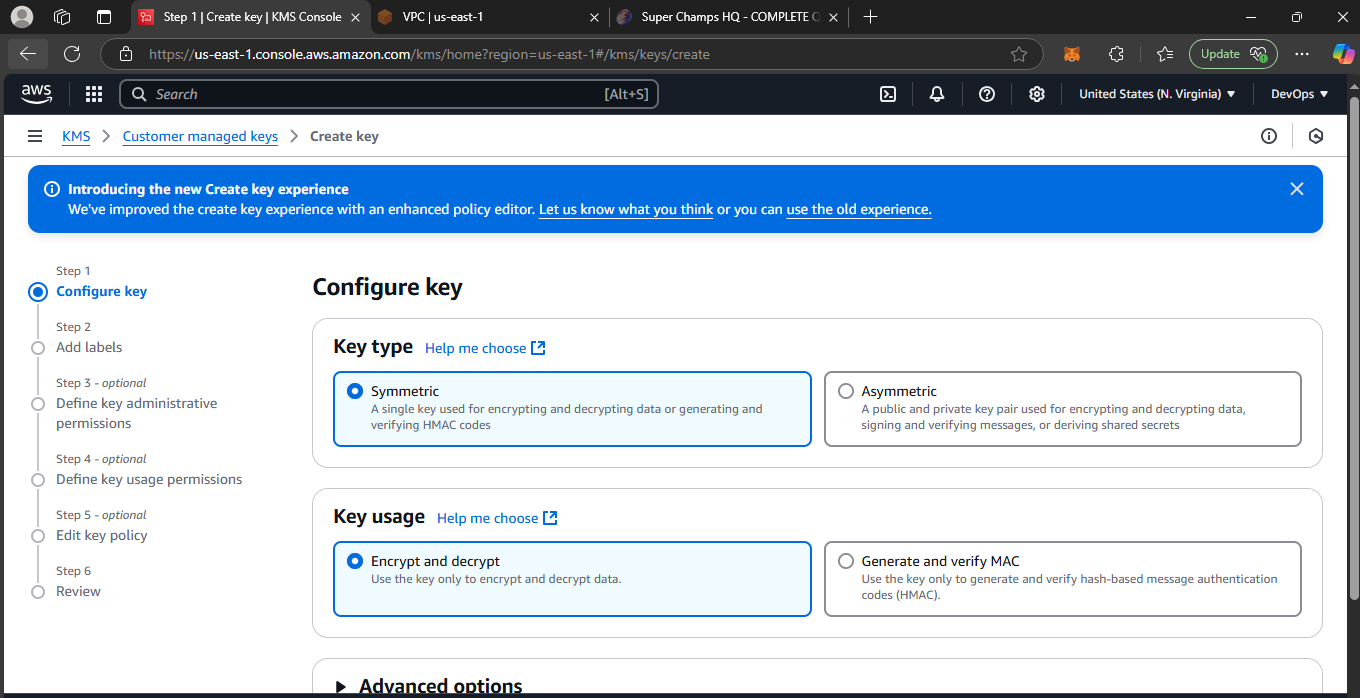 Step 1 | Create key | KMS Console
VPC | us-east-1
Super Champs HQ - COMPLETE
https://us-east-1.console.aws.amazon.com/kms/home?region=us-east-1#/kms/keys/create
Update
aws
Search
[Alt+S]
United States (N. Virginia)
DevOps
KMS
Customer managed keys
Create key
Introducing the new Create key experience
We've improved the create key experience with an enhanced policy editor. Let us know what you think or you can use the old experience.
Step 1
Configure key
Step 2
Add labels
Step 3 - optional
Define key administrative
permissions
Step 4 - optional
Define key usage permissions
Step 5 - optional
Edit key policy
Step 6
Review
Configure key
Key type Help me choose
Symmetric
A single key used for encrypting and decrypting data or generating and
verifying HMAC codes
Asymmetric
A public and private key pair used for encrypting and decrypting data,
signing and verifying messages, or deriving shared secrets
Key usage Help me choose
Encrypt and decrypt
Use the key only to encrypt and decrypt data.
Generate and verify MAC
Use the key only to generate and verify hash-based message authentication
codes (HMAC).
Advanced options